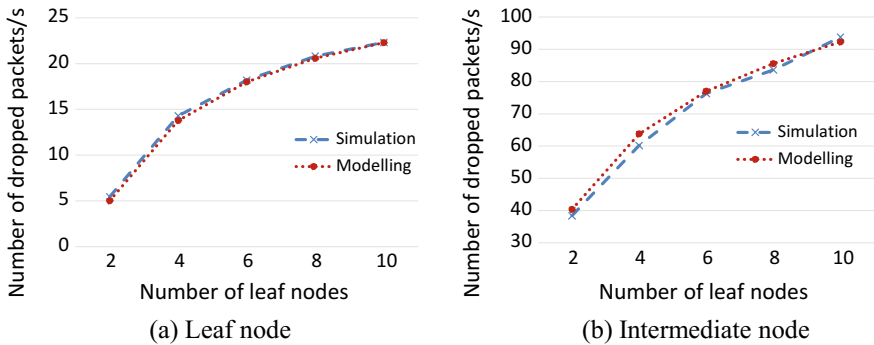 Number of dropped packets/s
25
20
15
10
5
0
2 4 6 8 10
Number of leaf nodes
Simulation
Modelling
(a) Leaf node
Number of dropped packets/s
100
90
80
70
60
50
40
30
2 4 6 8 10
Number of leaf nodes
Simulation
Modelling
(b) Intermediate node